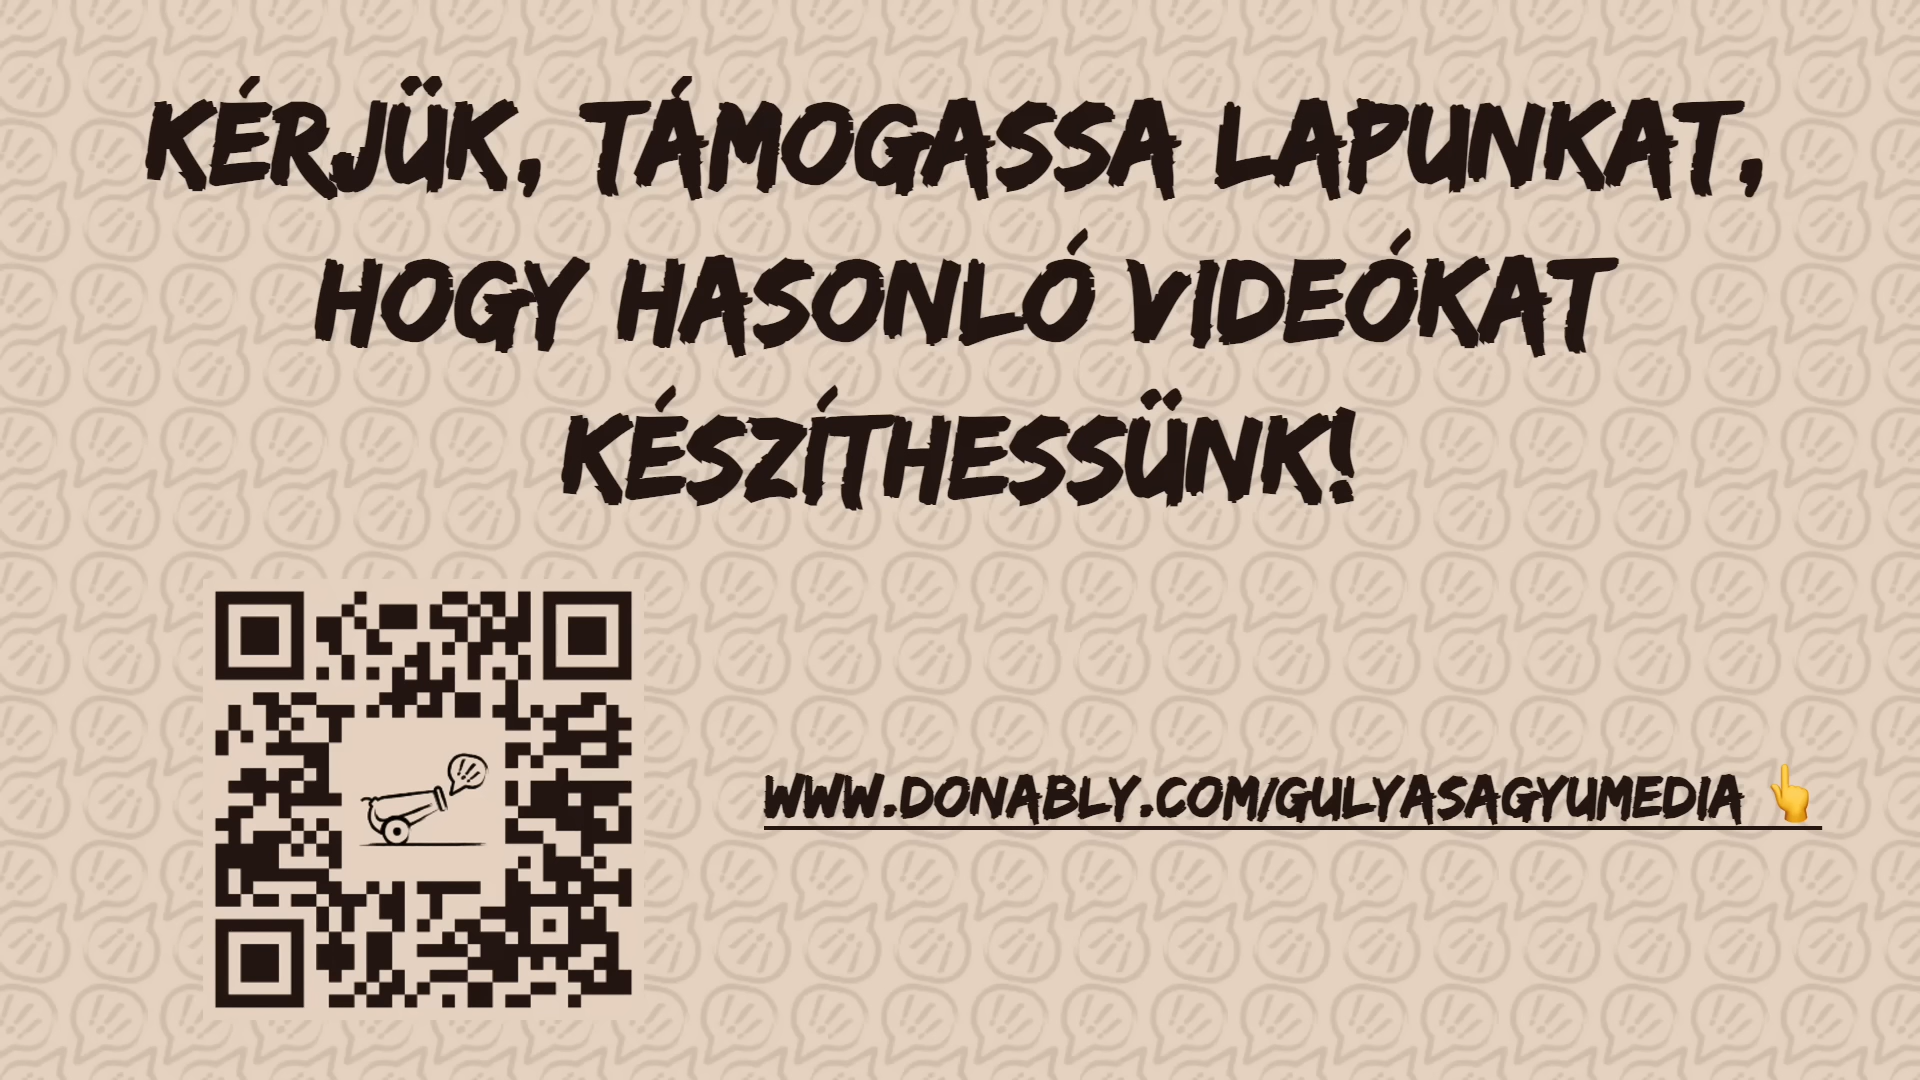 KÉRJÜK, TÁMOGASSA LAPUNKAT,
HOGY HASONLÓ VIDEÓKAT
KÉSZÍTHESSÜNK!
WWW.DONABLY.COM/GULYASAGYUMEDIA 👆